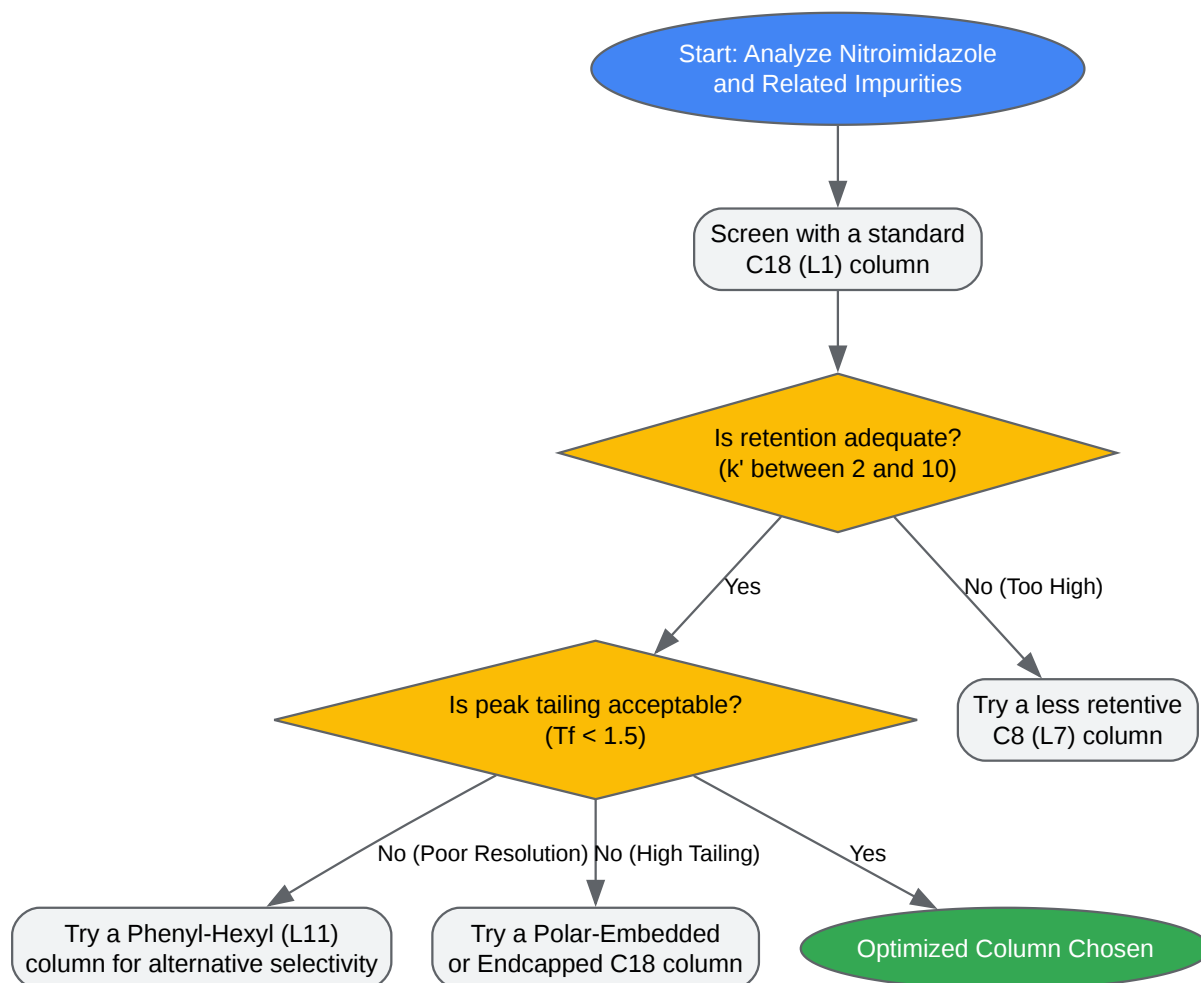 Start: Analyze Nitroimidazole
and Related Impurities
Screen with a standard
C18 (L1) column
Is retention adequate?
(k' between 2 and 10)
Yes
No (Too High)
Is peak tailing acceptable?
(Tf < 1.5)
Try a less retentive
C8 (L7) column
No (Poor Resolution)
No (High Tailing)
Yes
Try a Phenyl-Hexyl (L11)
column for alternative selectivity
Try a Polar-Embedded
or Endcapped C18 column
Optimized Column Chosen